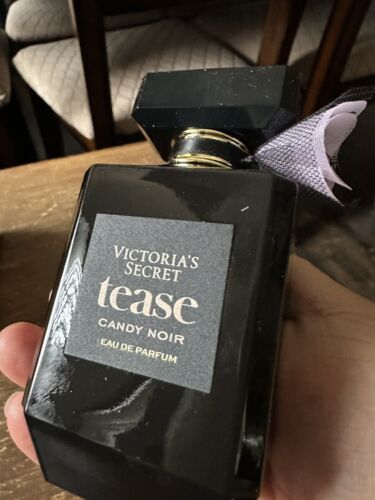 VICTORIA'S
SECRET
tease
CANDY NOIR
EAU DE PARFUM